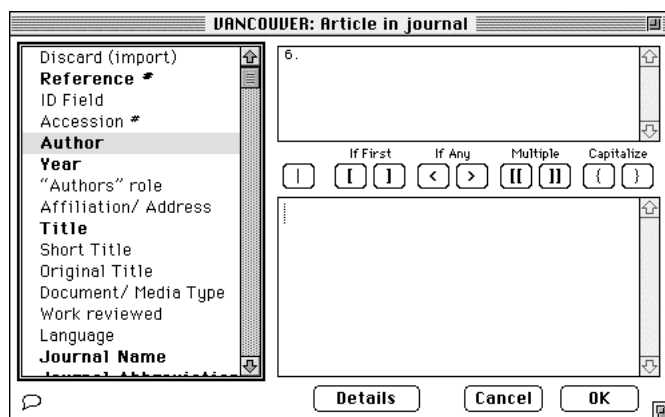 VANCOUVER: Article in journal
Discard (import)
Reference #
ID Field
Accession #
Author
Year
“Authors” role
Affiliation/ Address
Title
Short Title
Original Title
Document/ Media Type
Work reviewed
Language
Journal Name
Journal Abbreviation
6.
If First If Any Multiple Capitalize
| [ ] < > [[ ]] { }
Details Cancel OK